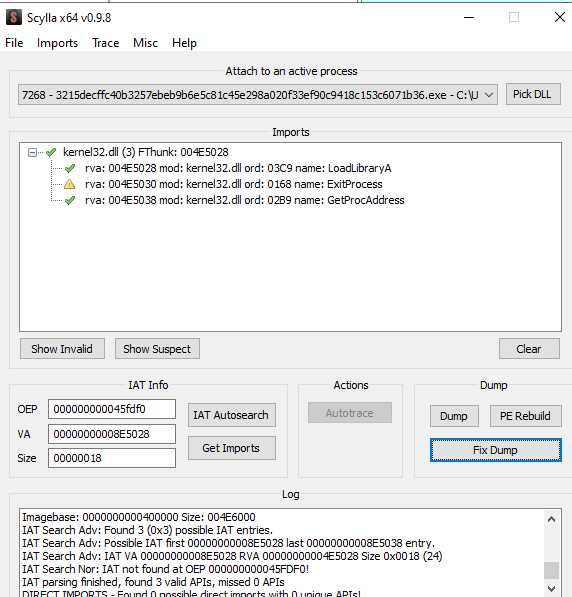 Scylla x64 v0.9.8
File Imports Trace Misc Help
Attach to an active process
7268 - 3215decffc40b3257ebeb9b6e5c81c45e298a020f33ef90c9418c153c6071b36.exe - C:\U
Pick DLL
Imports
kernel32.dll (3) FThunk: 004E5028
rva: 004E5028 mod: kernel32.dll ord: 03C9 name: LoadLibraryA
rva: 004E5030 mod: kernel32.dll ord: 0168 name: ExitProcess
rva: 004E5038 mod: kernel32.dll ord: 02B9 name: GetProcAddress
Show Invalid
Show Suspect
Clear
IAT Info
OEP 000000000045fdf0
VA 00000000008E5028
Size 00000018
IAT Autosearch
Get Imports
Actions
Autotrace
Dump
Dump
PE Rebuild
Fix Dump
Log
Imagebase: 0000000000400000 Size: 004E6000
IAT Search Adv: Found 3 (0x3) possible IAT entries.
IAT Search Adv: Possible IAT first 00000000008E5028 last 00000000008E5038 entry.
IAT Search Adv: IAT VA 00000000008E5028 RVA 00000000004E5028 Size 0x0018 (24)
IAT Search Nor: IAT not found at OEP 000000000045FDF0!
IAT parsing finished, found 3 valid APIs, missed 0 APIs
DIRECT IMPORTS - Found 0 possible direct imports with 0 unique APIs!